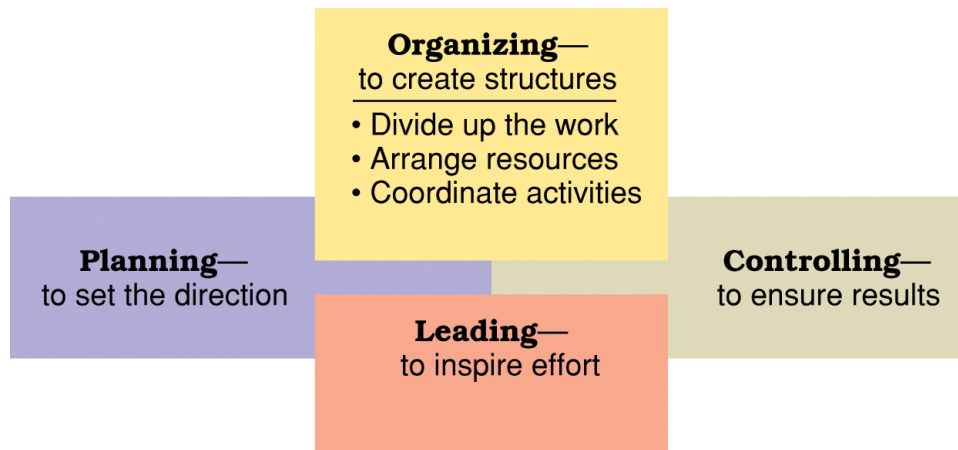 Organizing—
to create structures
• Divide up the work
• Arrange resources
• Coordinate activities
Planning—
to set the direction
Controlling—
to ensure results
Leading—
to inspire effort